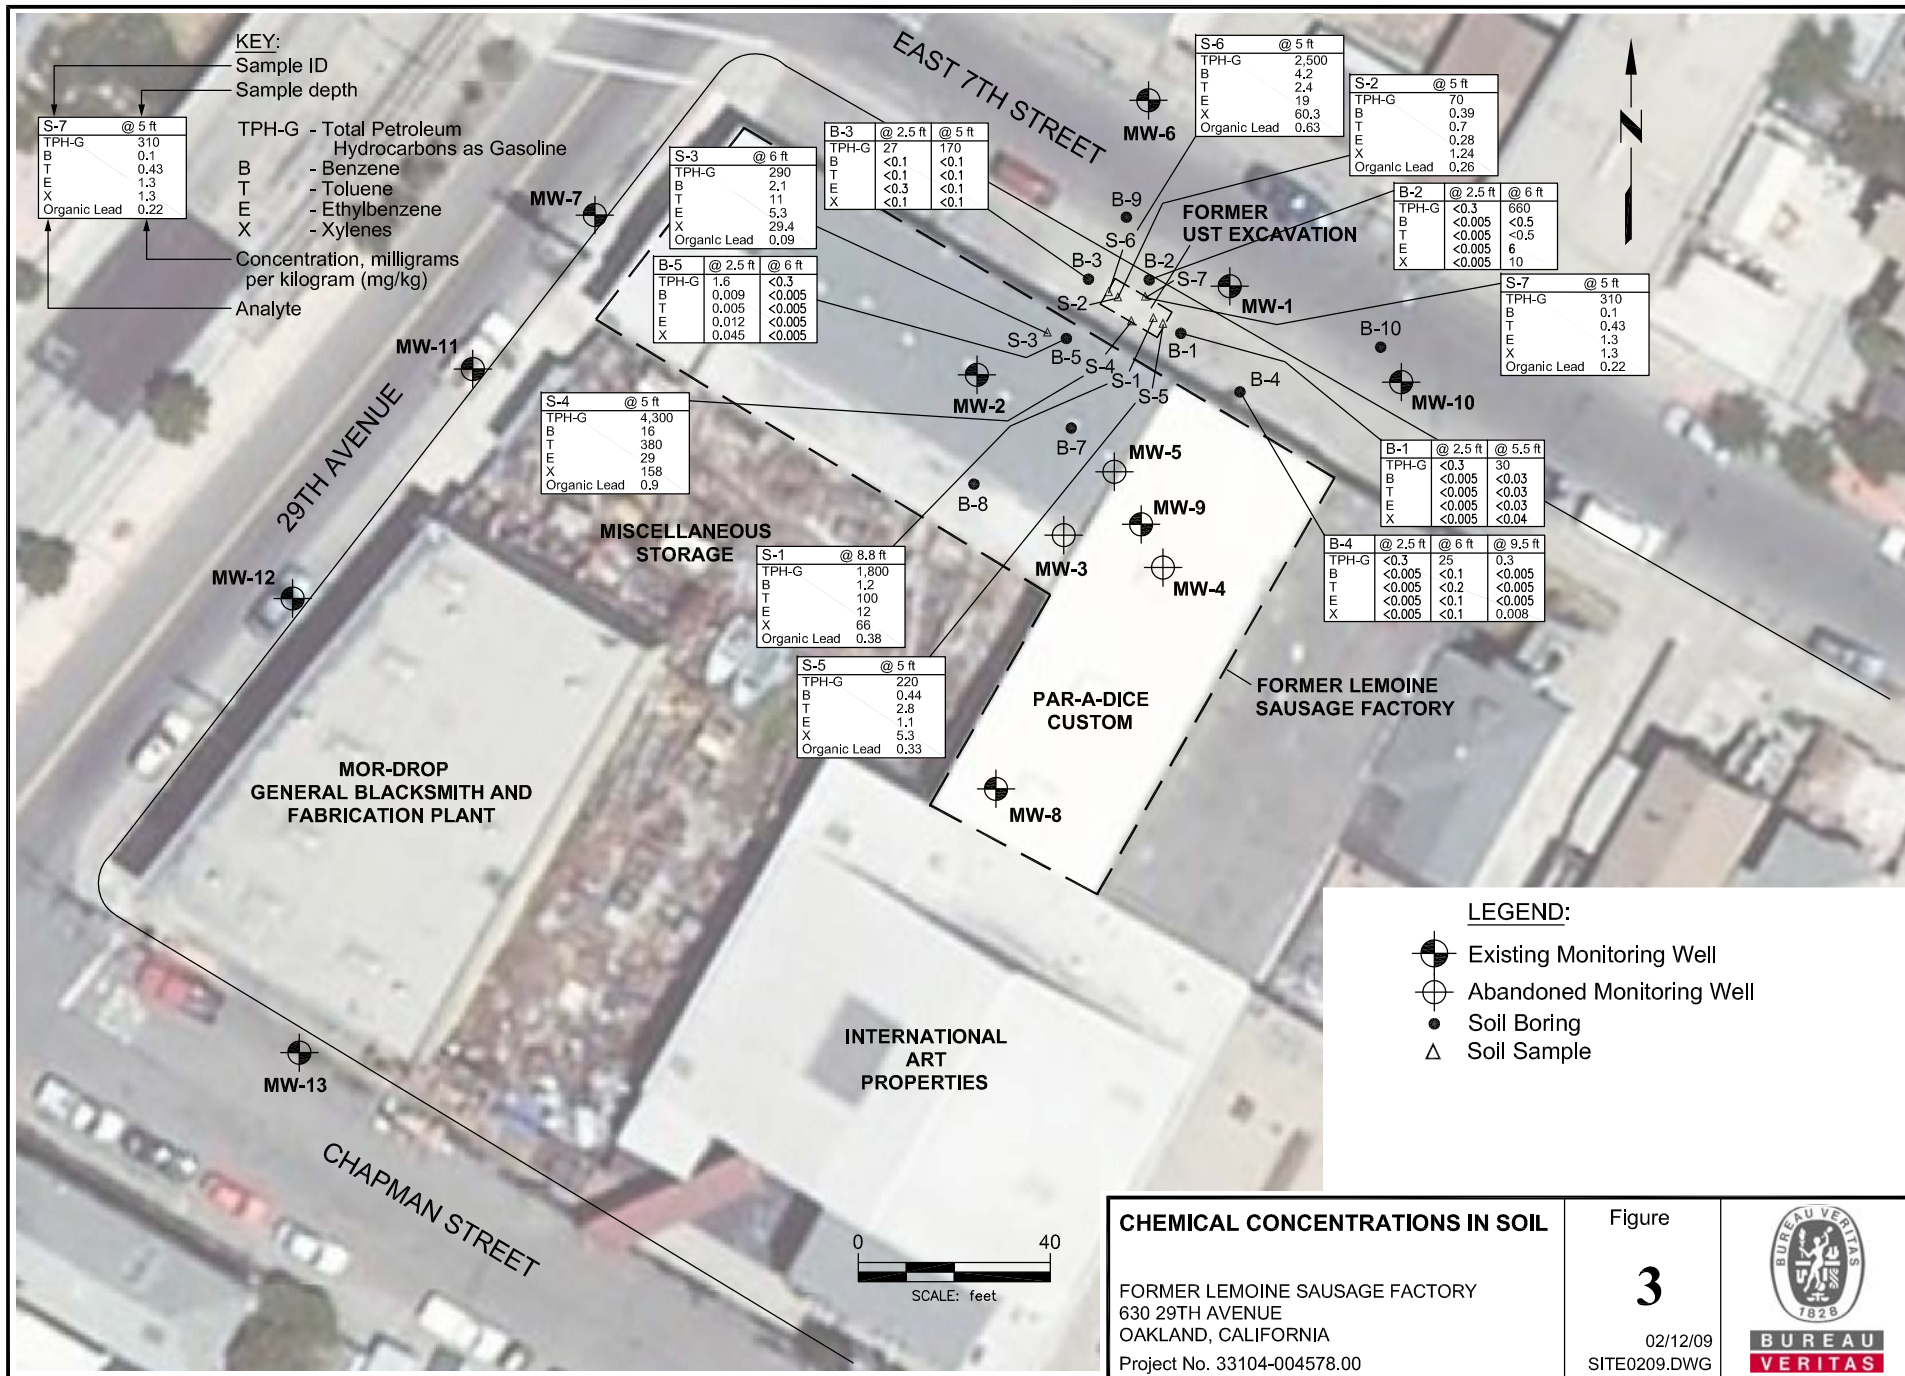 KEY:
Sample ID
Sample depth
S-7 @ 5 ft
TPH-G 310
B 0.1
T 0.43
E 1.3
X 1.3
Organic Lead 0.22
TPH-G - Total Petroleum
Hydrocarbons as Gasoline
B - Benzene
T - Toluene
E - Ethylbenzene
X - Xylenes
Concentration, milligrams
per kilogram (mg/kg)
Analyte
EAST 7TH STREET
S-6 @ 5 ft
TPH-G 2,500
B 4.2
T 2.4
E 19
X 60.3
Organic Lead 0.63
S-2 @ 5 ft
TPH-G 70
B 0.39
T 0.7
E 0.28
X 1.24
Organic Lead 0.26
N
MW-6
B-3 @ 2.5 ft @ 5 ft
TPH-G 27 170
B <0.1 <0.1
T <0.1 <0.1
E <0.3 <0.1
X <0.1 <0.1
S-3 @ 6 ft
TPH-G 290
B 2.1
T 11
E 5.3
X 29.4
Organic Lead 0.09
B-2 @ 2.5 ft @ 6 ft
TPH-G <0.3 660
B <0.005 <0.5
T <0.005 <0.5
E <0.005 6
X <0.005 10
MW-7
B-9
FORMER
UST EXCAVATION
S-6
B-3
B-2
S-7
S-2
MW-1
B-5 @ 2.5 ft @ 6 ft
TPH-G 1.6 <0.3
B 0.009 <0.005
T 0.005 <0.005
E 0.012 <0.005
X 0.045 <0.005
S-7 @ 5 ft
TPH-G 310
B 0.1
T 0.43
E 1.3
X 1.3
Organic Lead 0.22
MW-11
S-3
B-5
S-4
S-1
S-5
B-1
B-4
B-10
MW-10
MW-2
29TH AVENUE
S-4 @ 5 ft
TPH-G 4,300
B 16
T 380
E 29
X 158
Organic Lead 0.9
B-7
MW-5
B-8
MW-9
MW-3
MW-4
B-1 @ 2.5 ft @ 5.5 ft
TPH-G <0.3 30
B <0.005 <0.03
T <0.005 <0.03
E <0.005 <0.03
X <0.005 <0.04
MISCELLANEOUS
STORAGE
S-1 @ 8.8 ft
TPH-G 1,800
B 1.2
T 100
E 12
X 66
Organic Lead 0.38
B-4 @ 2.5 ft @ 6 ft @ 9.5 ft
TPH-G <0.3 25 0.3
B <0.005 <0.1 <0.005
T <0.005 <0.2 <0.005
E <0.005 <0.1 <0.005
X <0.005 <0.1 0.008
MW-12
S-5 @ 5 ft
TPH-G 220
B 0.44
T 2.8
E 1.1
X 5.3
Organic Lead 0.33
PAR-A-DICE
CUSTOM
FORMER LEMOINE
SAUSAGE FACTORY
MOR-DROP
GENERAL BLACKSMITH AND
FABRICATION PLANT
MW-8
LEGEND:
Existing Monitoring Well
Abandoned Monitoring Well
Soil Boring
Soil Sample
INTERNATIONAL
ART
PROPERTIES
MW-13
CHAPMAN STREET
0 40
SCALE: feet
CHEMICAL CONCENTRATIONS IN SOIL
FORMER LEMOINE SAUSAGE FACTORY
630 29TH AVENUE
OAKLAND, CALIFORNIA
Project No. 33104-004578.00
Figure
3
02/12/09
SITE0209.DWG
BUREAU VERITAS
1828
BUREAU
VERITAS